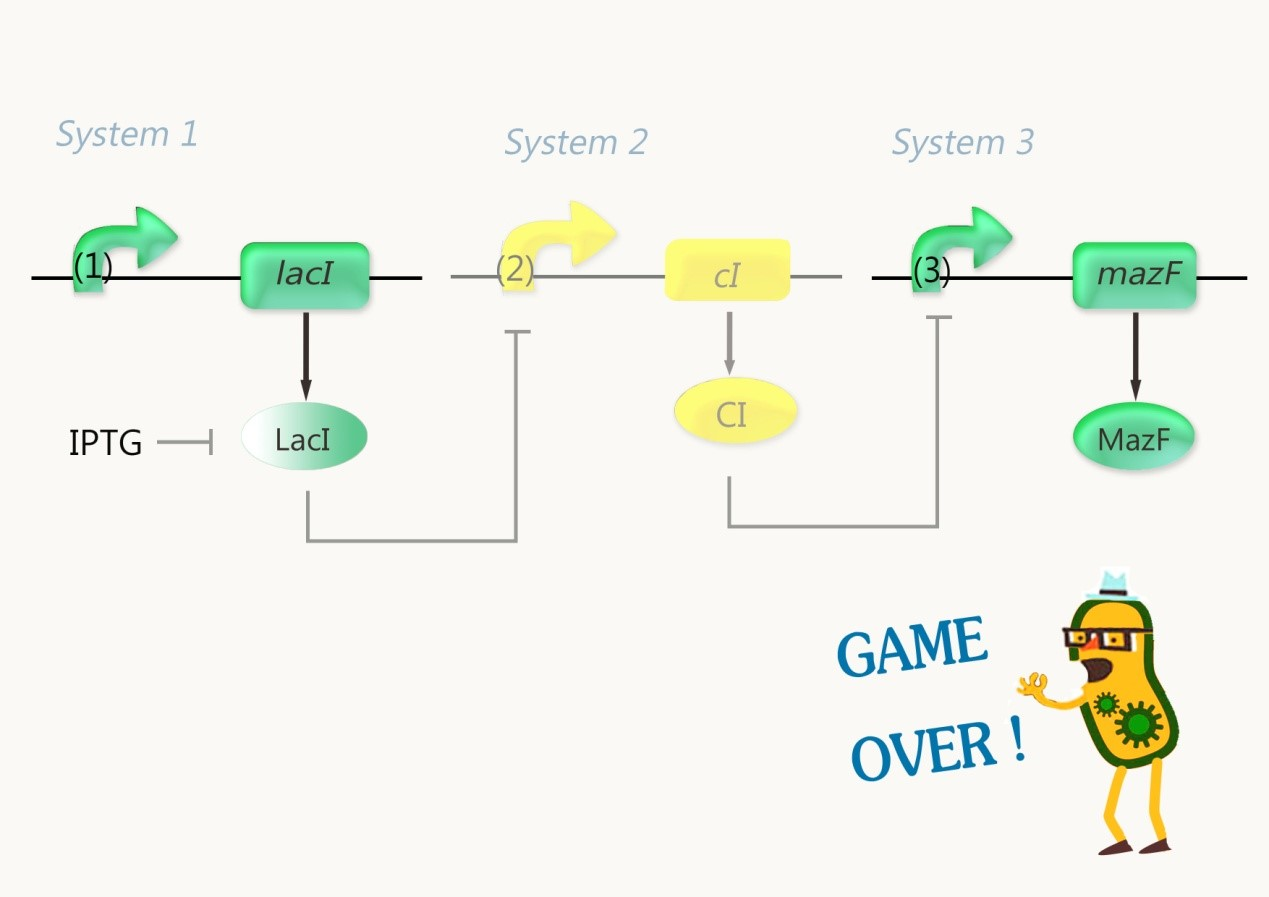 System 1
System 2
System 3
(1)
lacI
(2)
cI
(3)
mazF
IPTG
LacI
CI
MazF
GAME
OVER !